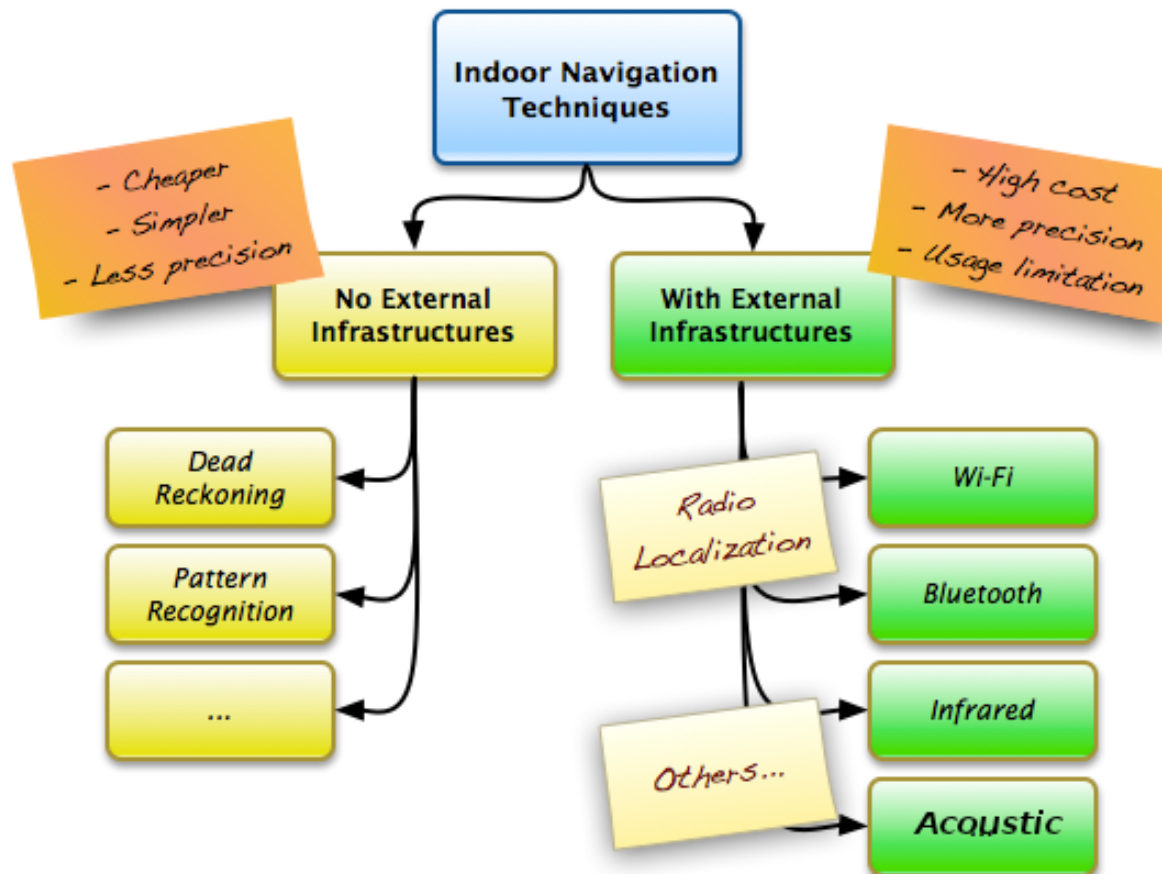 Indoor Navigation
Techniques
- Cheaper
- Simpler
- Less precision
- High cost
- More precision
- Usage limitation
No External
Infrastructures
With External
Infrastructures
Dead
Reckoning
Pattern
Recognition
...
Radio
Localization
Others...
Wi-Fi
Bluetooth
Infrared
Acoustic